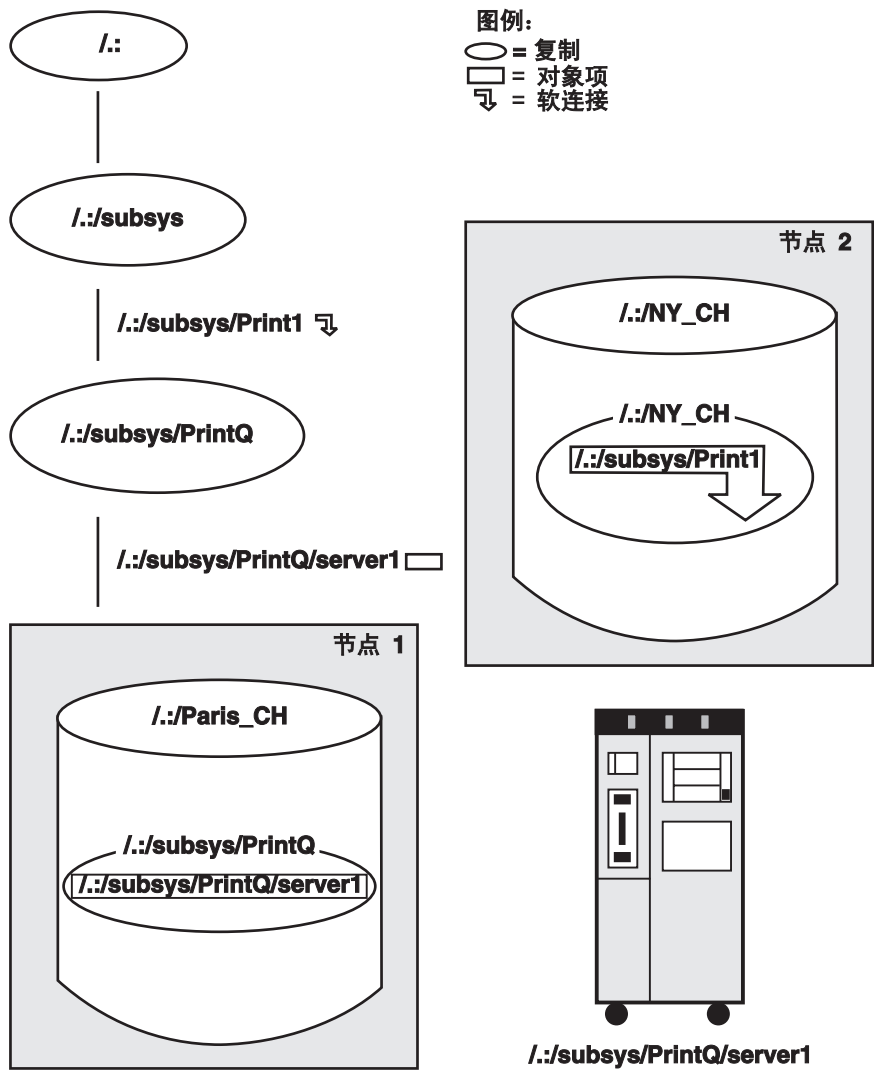 /.:
图例：
= 复制
= 对象项
= 软连接
/.:/subsys
/.:/subsys/Print1
/.:/subsys/PrintQ
/.:/subsys/PrintQ/server1
节点 2
/.:/NY_CH
/.:/NY_CH
/.:/subsys/Print1
节点 1
/.:/Paris_CH
/.:/subsys/PrintQ
/.:/subsys/PrintQ/server1
/.:/subsys/PrintQ/server1